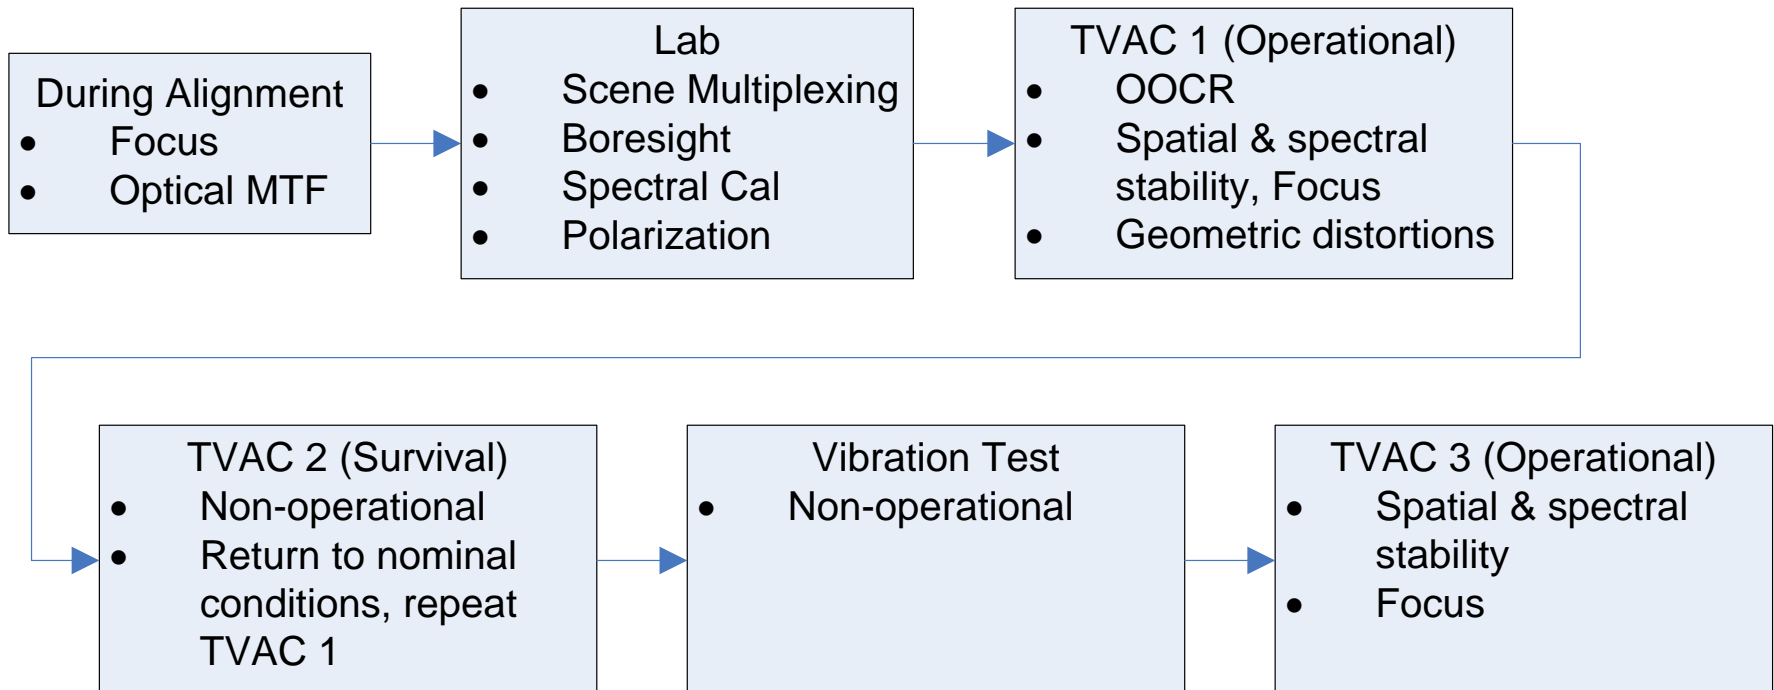 During Alignment
• Focus
• Optical MTF
Lab
• Scene Multiplexing
• Boresight
• Spectral Cal
• Polarization
TVAC 1 (Operational)
• OOCR
• Spatial & spectral
stability, Focus
• Geometric distortions
TVAC 2 (Survival)
• Non-operational
• Return to nominal
conditions, repeat
TVAC 1
Vibration Test
• Non-operational
TVAC 3 (Operational)
• Spatial & spectral
stability
• Focus